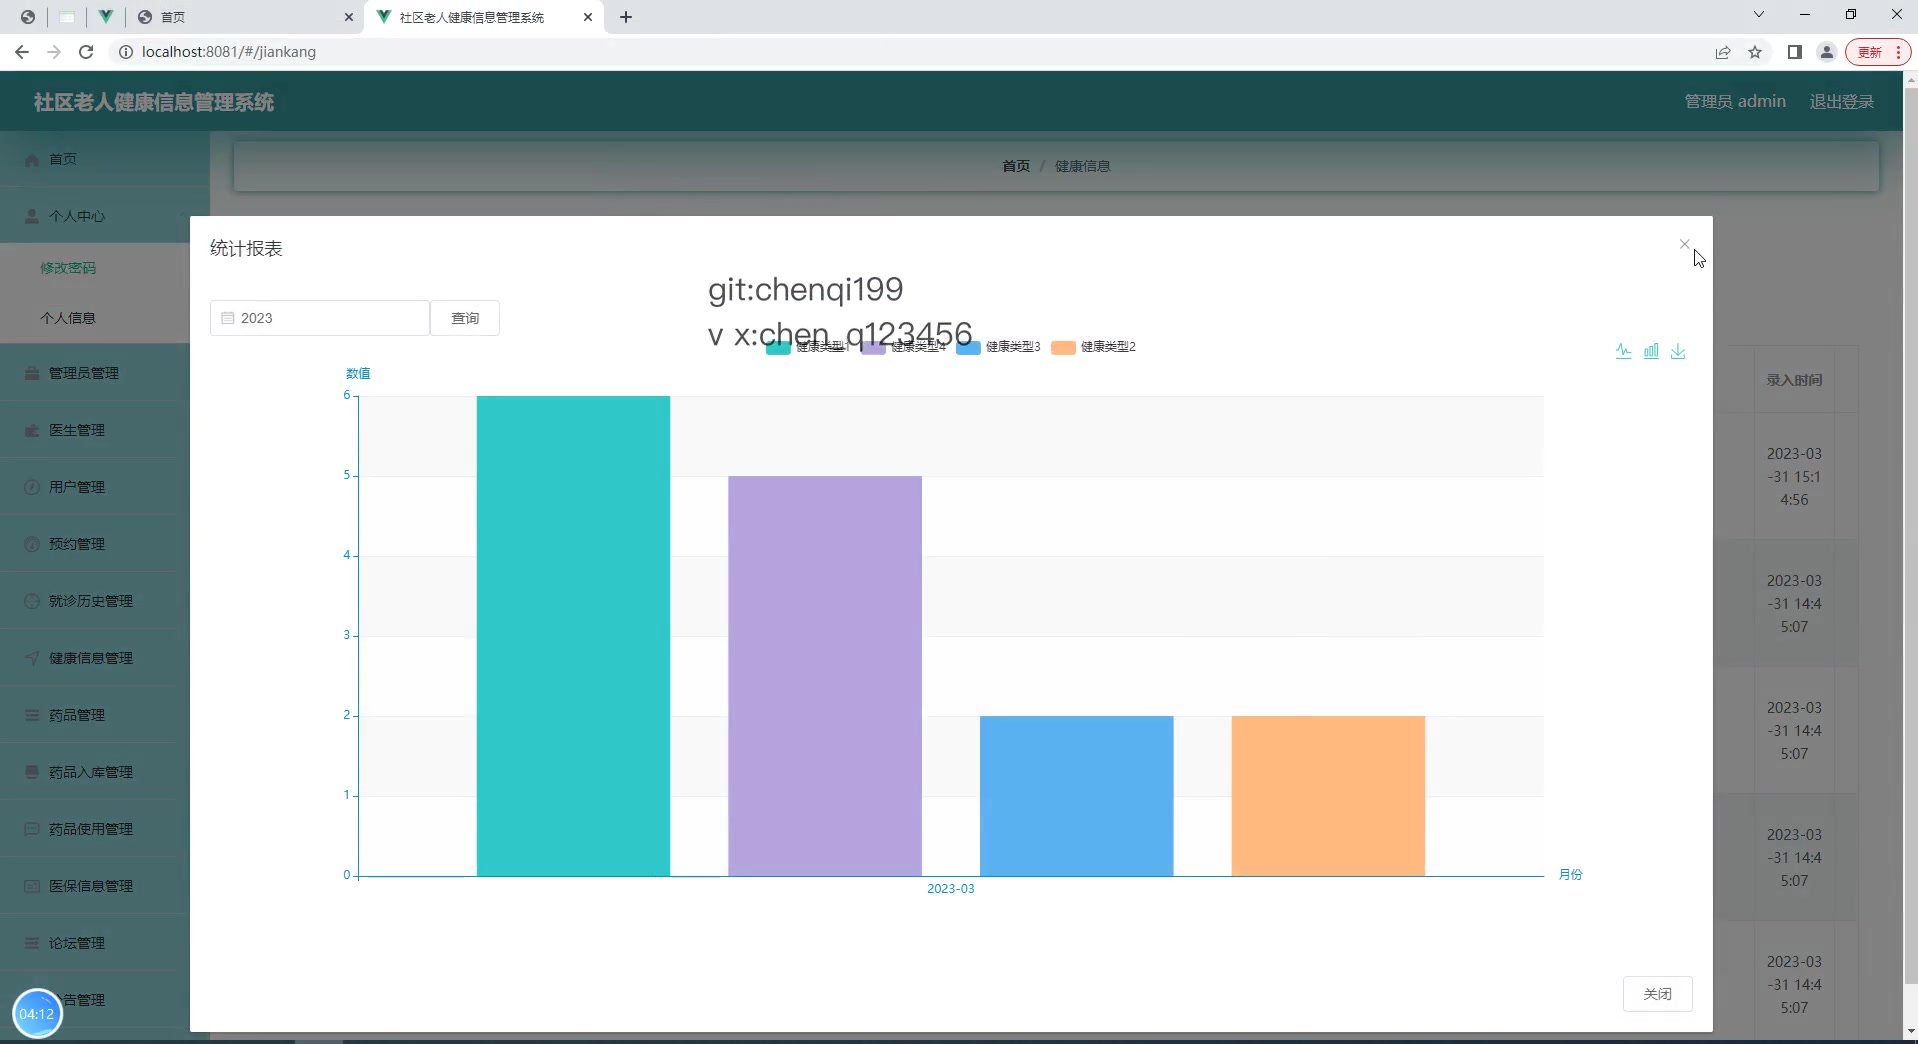 首页
社区老人健康信息管理系统
localhost:8081/#/jiankang
更新
社区老人健康信息管理系统
管理员 admin
退出登录
首页
首页 / 健康信息
个人中心
修改密码
个人信息
管理员管理
医生管理
用户管理
预约管理
就诊历史管理
健康信息管理
药品管理
药品入库管理
药品使用管理
医保信息管理
论坛管理
告管理
04:12
统计报表
2023
查询
git:chenqi199
v x:chen_q123456
健康类型1
健康类型4
健康类型3
健康类型2
数值
6
5
4
3
2
1
0
2023-03
月份
关闭
录入时间
2023-03
-31 15:1
4:56
2023-03
-31 14:4
5:07
2023-03
-31 14:4
5:07
2023-03
-31 14:4
5:07
2023-03
-31 14:4
5:07